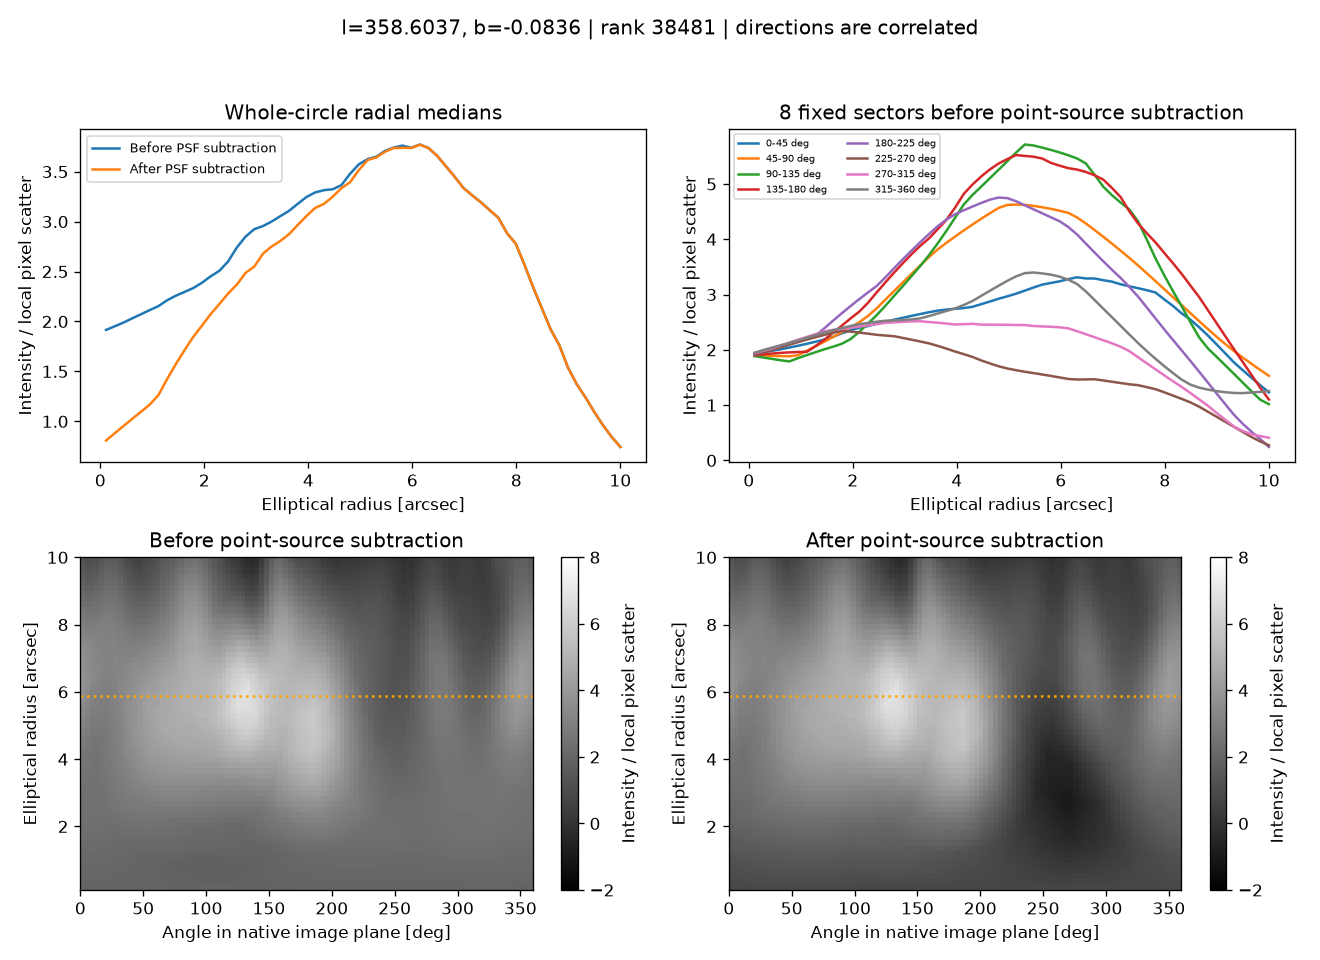 l=358.6037, b=-0.0836 | rank 38481 | directions are correlated
Whole-circle radial medians
Before PSF subtraction
After PSF subtraction
Intensity / local pixel scatter
3.5
3.0
2.5
2.0
1.5
1.0
0 2 4 6 8 10
Elliptical radius [arcsec]
8 fixed sectors before point-source subtraction
0-45 deg
45-90 deg
90-135 deg
135-180 deg
180-225 deg
225-270 deg
270-315 deg
315-360 deg
Intensity / local pixel scatter
5
4
3
2
1
0
0 2 4 6 8 10
Elliptical radius [arcsec]
Before point-source subtraction
Elliptical radius [arcsec]
10
8
6
4
2
0 50 100 150 200 250 300 350
Angle in native image plane [deg]
8
6
4
2
0
−2
Intensity / local pixel scatter
After point-source subtraction
Elliptical radius [arcsec]
10
8
6
4
2
0 50 100 150 200 250 300 350
Angle in native image plane [deg]
8
6
4
2
0
−2
Intensity / local pixel scatter